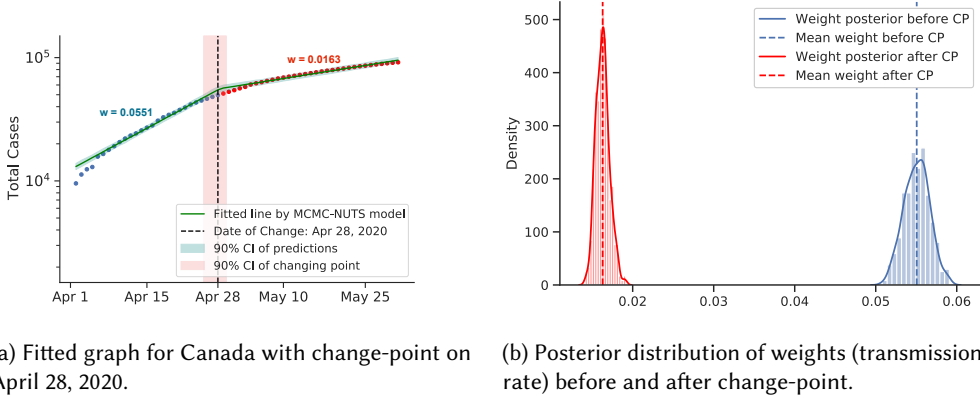 10^5
10^4
Total Cases
w = 0.0551
w = 0.0163
Fitted line by MCMC-NUTS model
Date of Change: Apr 28, 2020
90% CI of predictions
90% CI of changing point
Apr 1
Apr 15
Apr 28
May 10
May 25
500
400
300
200
100
0
Density
Weight posterior before CP
Mean weight before CP
Weight posterior after CP
Mean weight after CP
0.02
0.03
0.04
0.05
0.06
a) Fitted graph for Canada with change-point on
April 28, 2020.
(b) Posterior distribution of weights (transmission
rate) before and after change-point.